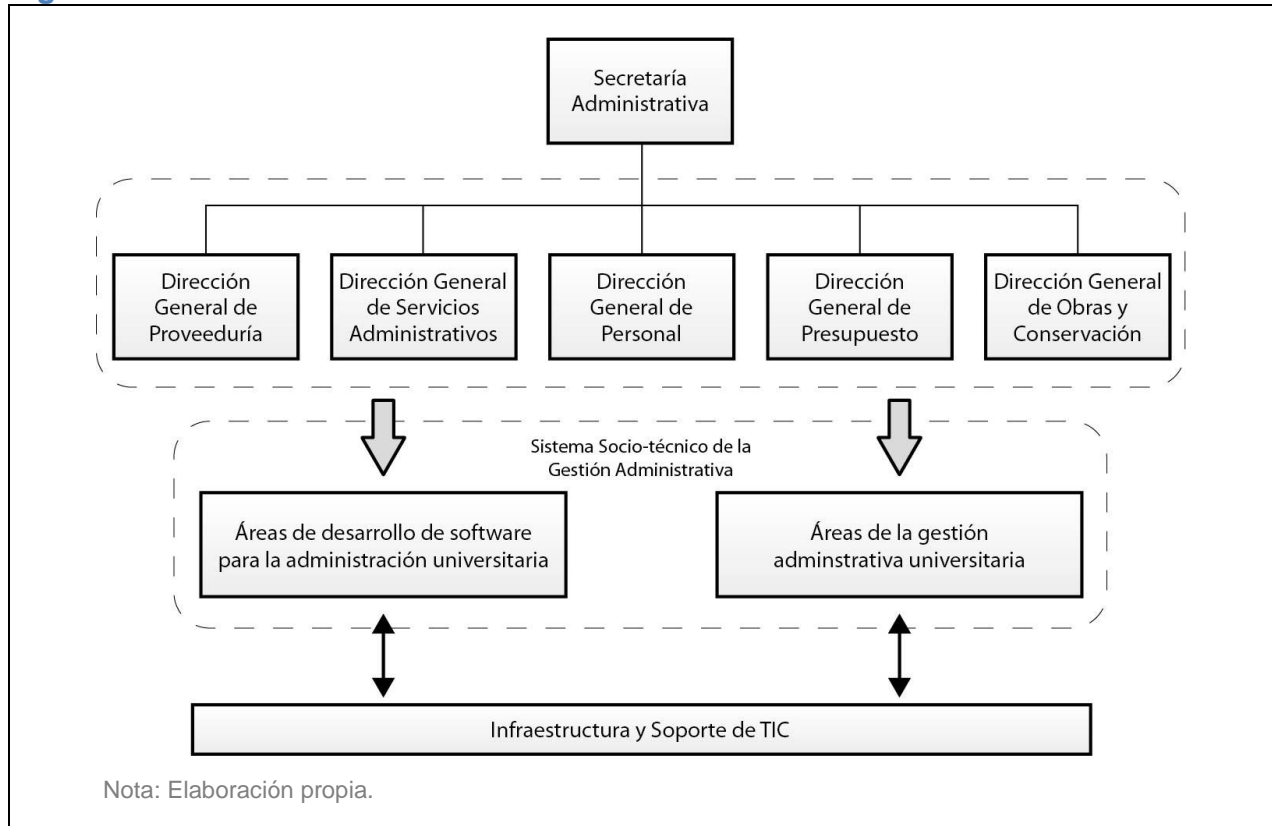 Secretaría
Administrativa
Dirección
General de
Proveeduría
Dirección General
de Servicios
Administrativos
Dirección
General de
Personal
Dirección
General de
Presupuesto
Dirección General
de Obras y
Conservación
Sistema Socio-técnico de la
Gestión Administrativa
Áreas de desarrollo de software
para la administración universitaria
Áreas de la gestión
adminstrativa universitaria
Infraestructura y Soporte de TIC
Nota: Elaboración propia.